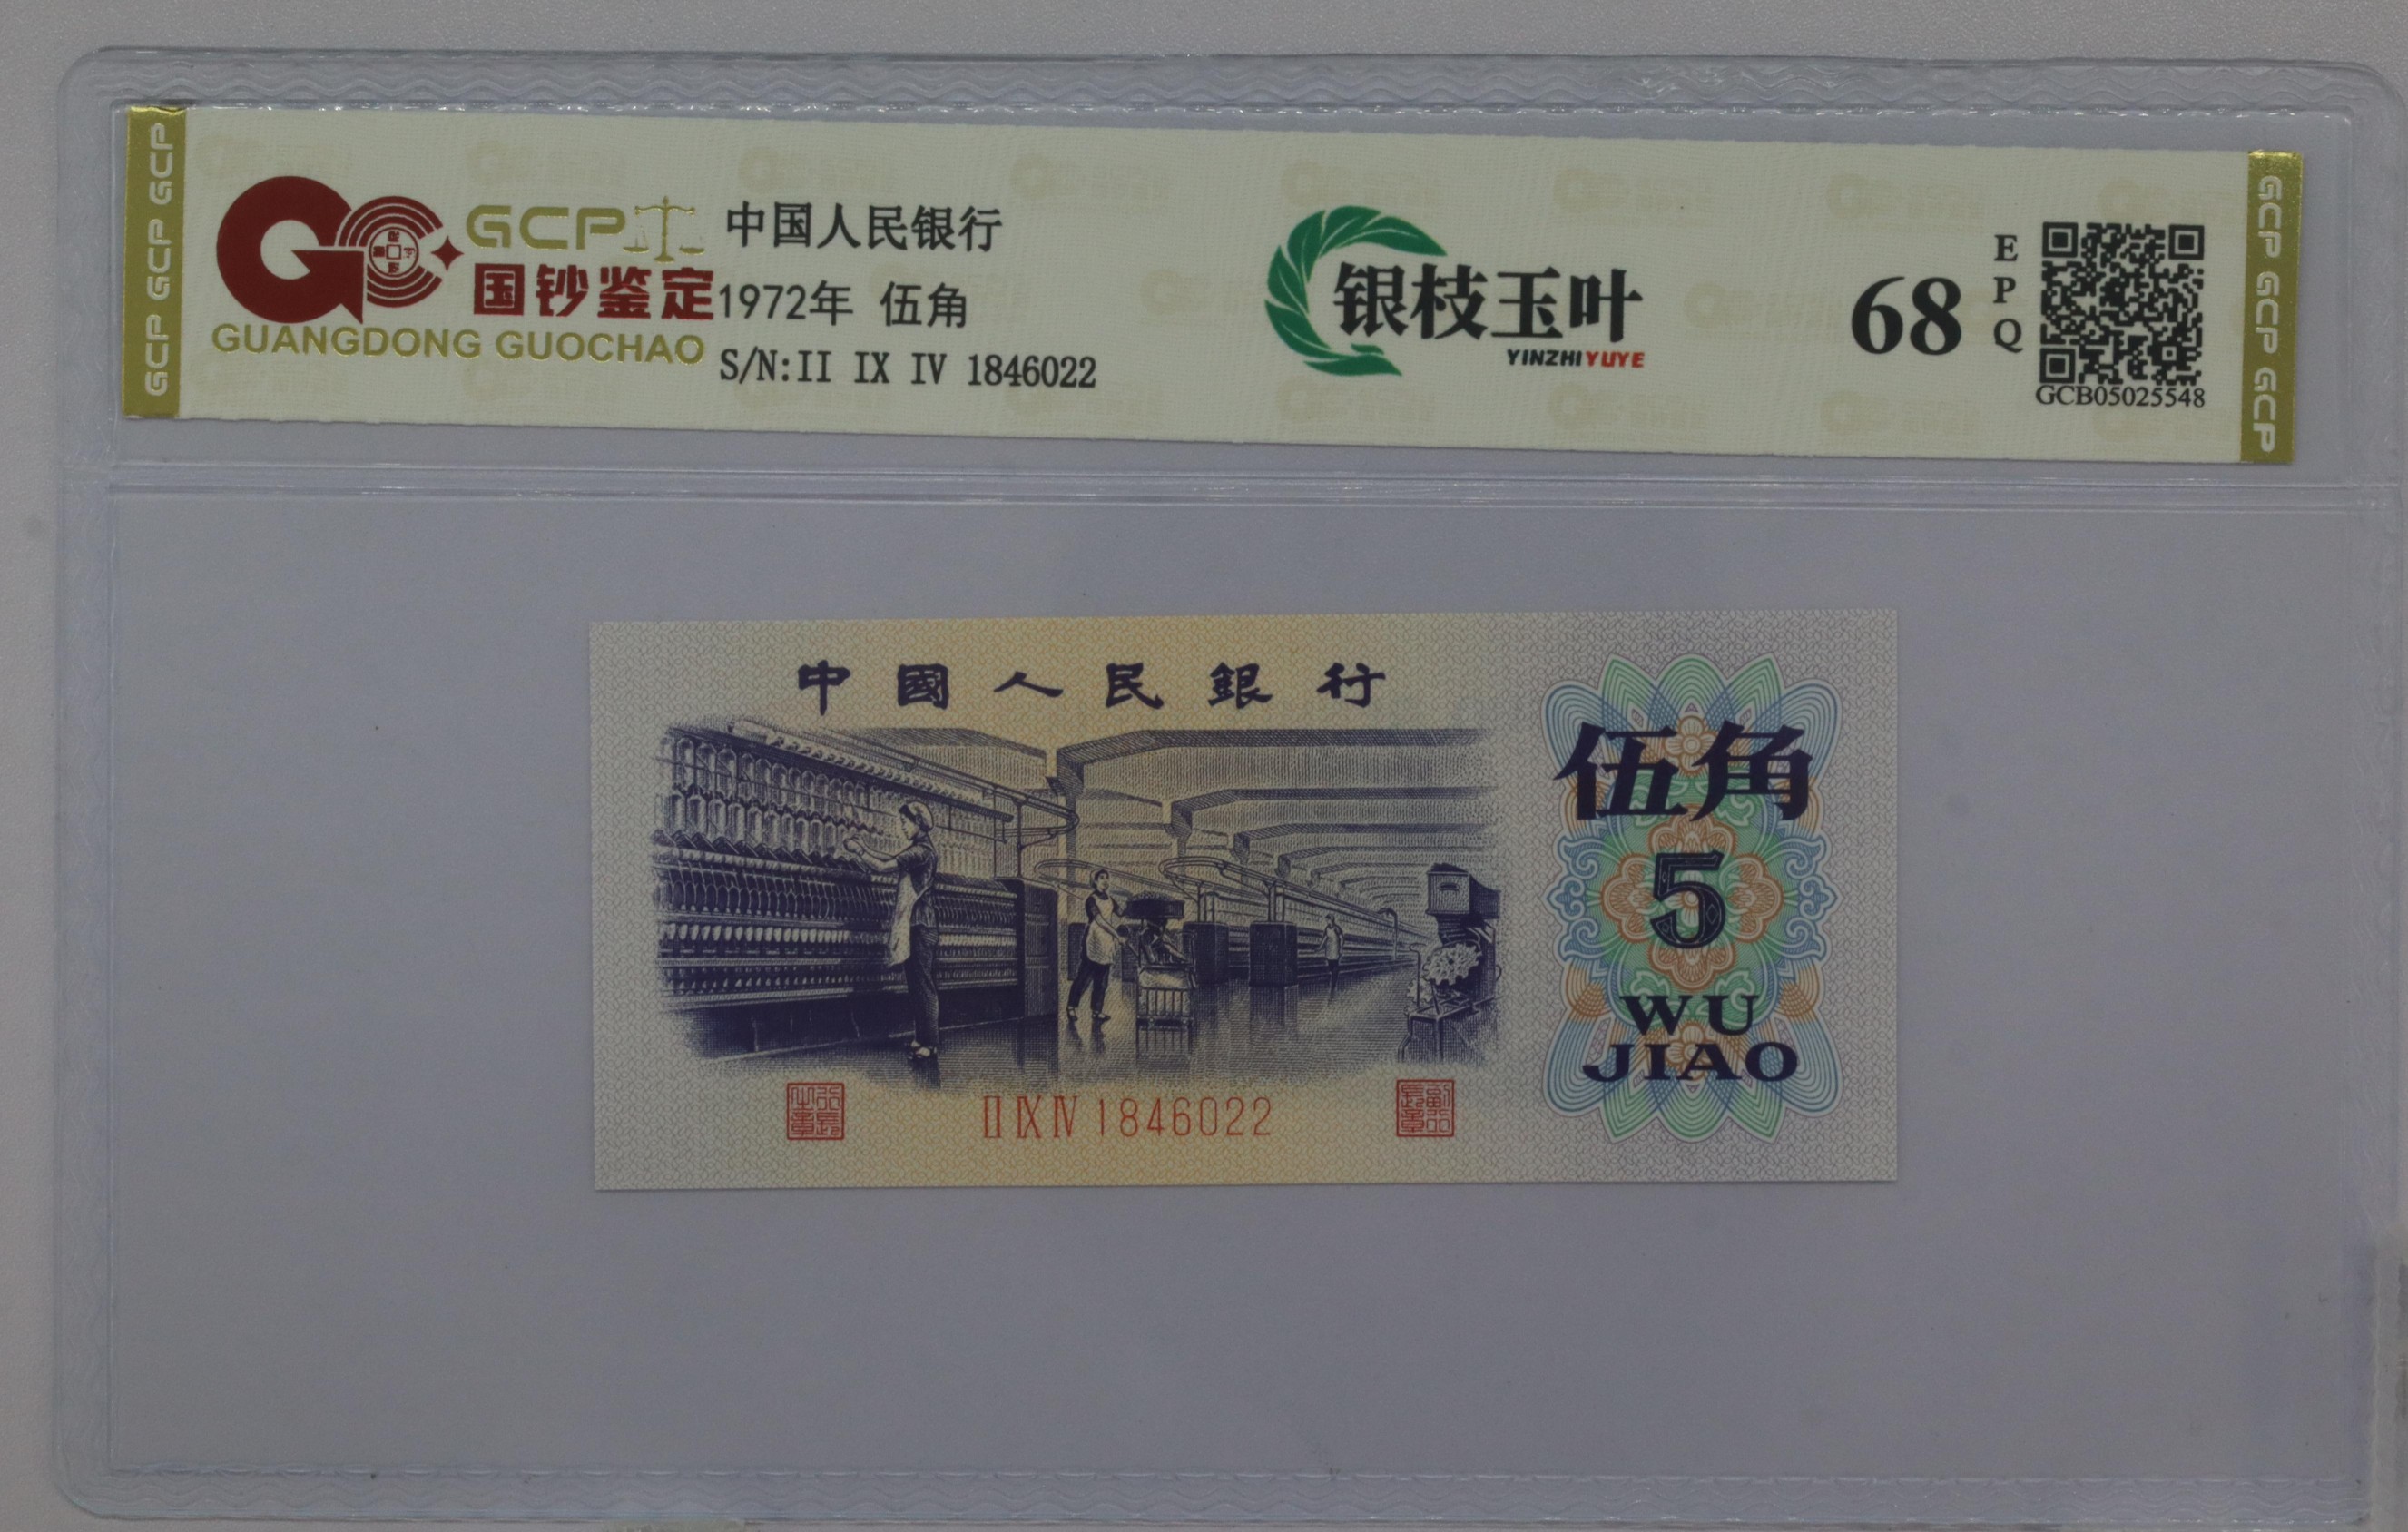 GCP GCP GCP
GCP
国钞鉴定
GUANGDONG GUOCHAO
中国人民银行
1972年 伍角
S/N:II IX IV 1846022
银枝玉叶
YINZHIYUYE
68
EPQ
GCB05025548
GCP GCP GCP
中國人民銀行
伍角
5
WU
JIAO
II IX IV 1846022